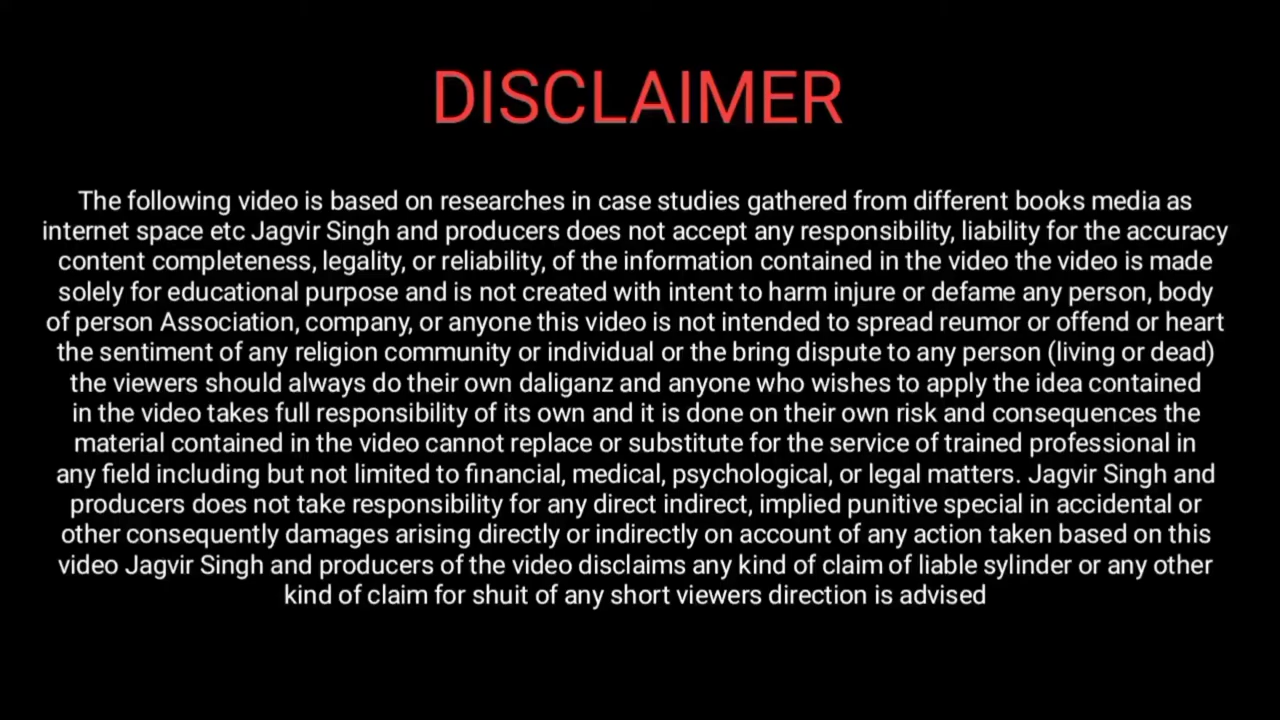 DISCLAIMER
The following video is based on researches in case studies gathered from different books media as
internet space etc Jagvir Singh and producers does not accept any responsibility, liability for the accuracy
content completeness, legality, or reliability, of the information contained in the video the video is made
solely for educational purpose and is not created with intent to harm injure or defame any person, body
of person Association, company, or anyone this video is not intended to spread reumor or offend or heart
the sentiment of any religion community or individual or the bring dispute to any person (living or dead)
the viewers should always do their own daliganz and anyone who wishes to apply the idea contained
in the video takes full responsibility of its own and it is done on their own risk and consequences the
material contained in the video cannot replace or substitute for the service of trained professional in
any field including but not limited to financial, medical, psychological, or legal matters. Jagvir Singh and
producers does not take responsibility for any direct indirect, implied punitive special in accidental or
other consequently damages arising directly or indirectly on account of any action taken based on this
video Jagvir Singh and producers of the video disclaims any kind of claim of liable sylinder or any other
kind of claim for shuit of any short viewers direction is advised